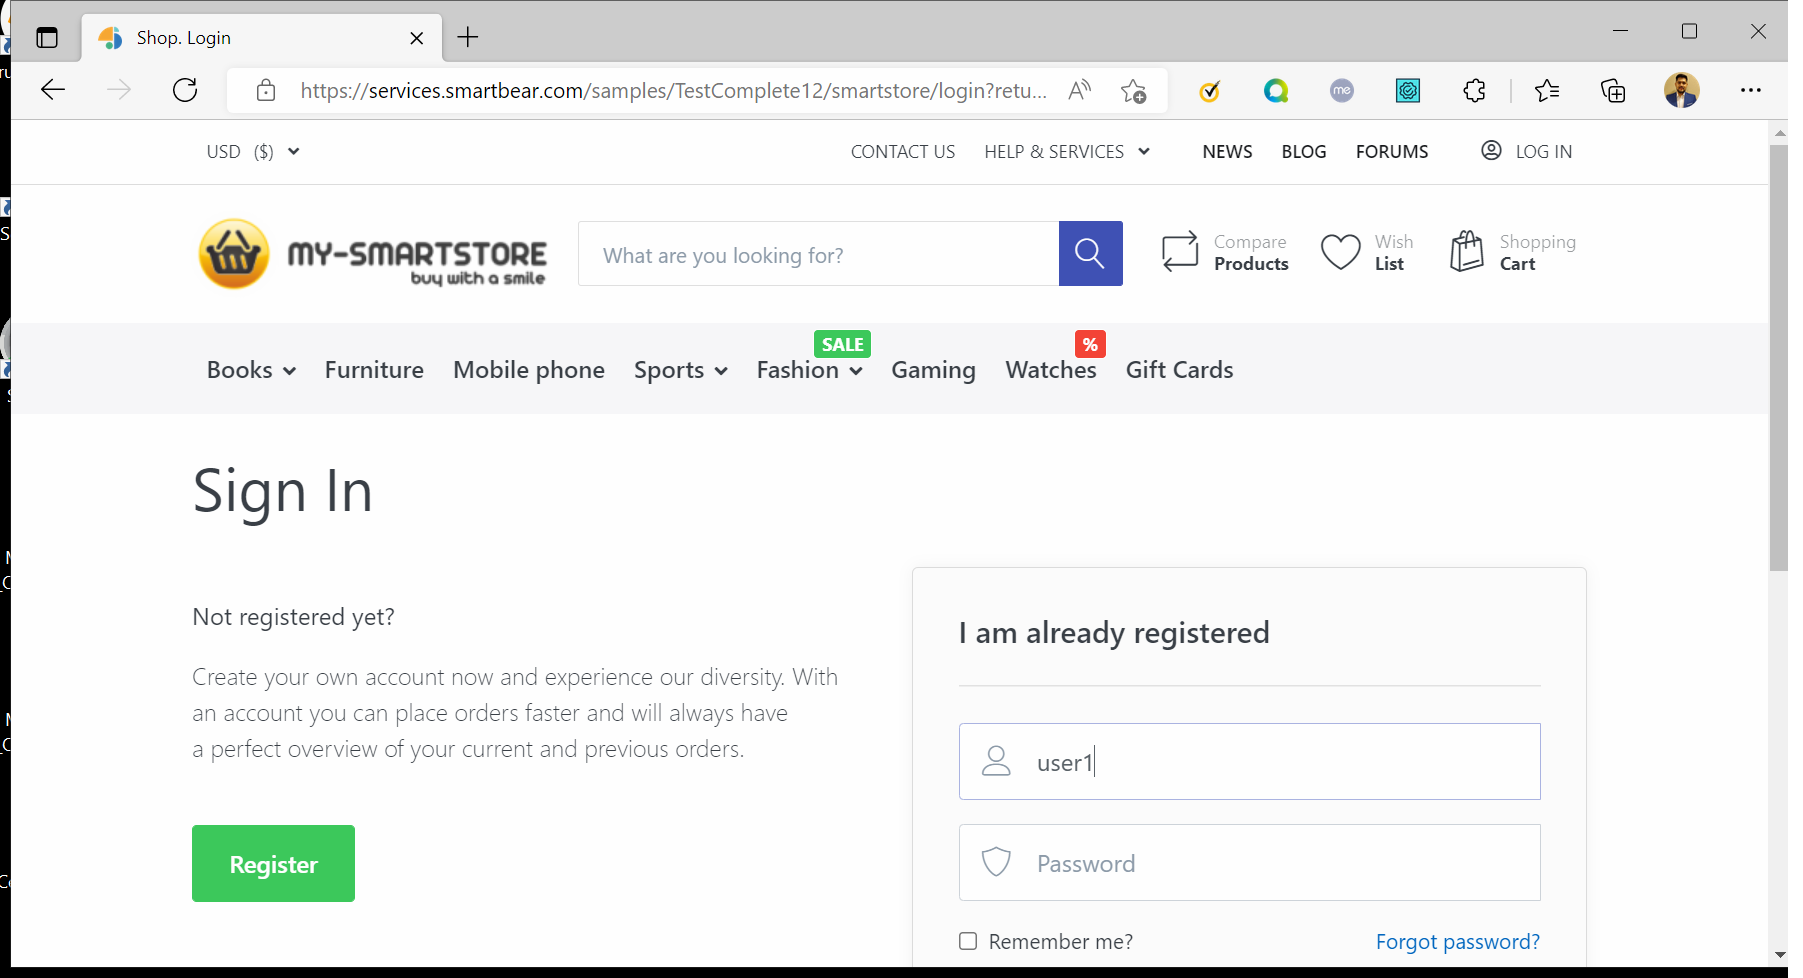 Shop. Login
https://services.smartbear.com/samples/TestComplete12/smartstore/login?retu...
me
USD ($)
CONTACT US
HELP & SERVICES
NEWS
BLOG
FORUMS
LOG IN
MY-SMARTSTORE
buy with a smile
What are you looking for?
Compare
Products
Wish
List
Shopping
Cart
SALE
%
Books
Furniture
Mobile phone
Sports
Fashion
Gaming
Watches
Gift Cards
Sign In
Not registered yet?
Create your own account now and experience our diversity. With
an account you can place orders faster and will always have
a perfect overview of your current and previous orders.
Register
I am already registered
user1
Password
Remember me?
Forgot password?